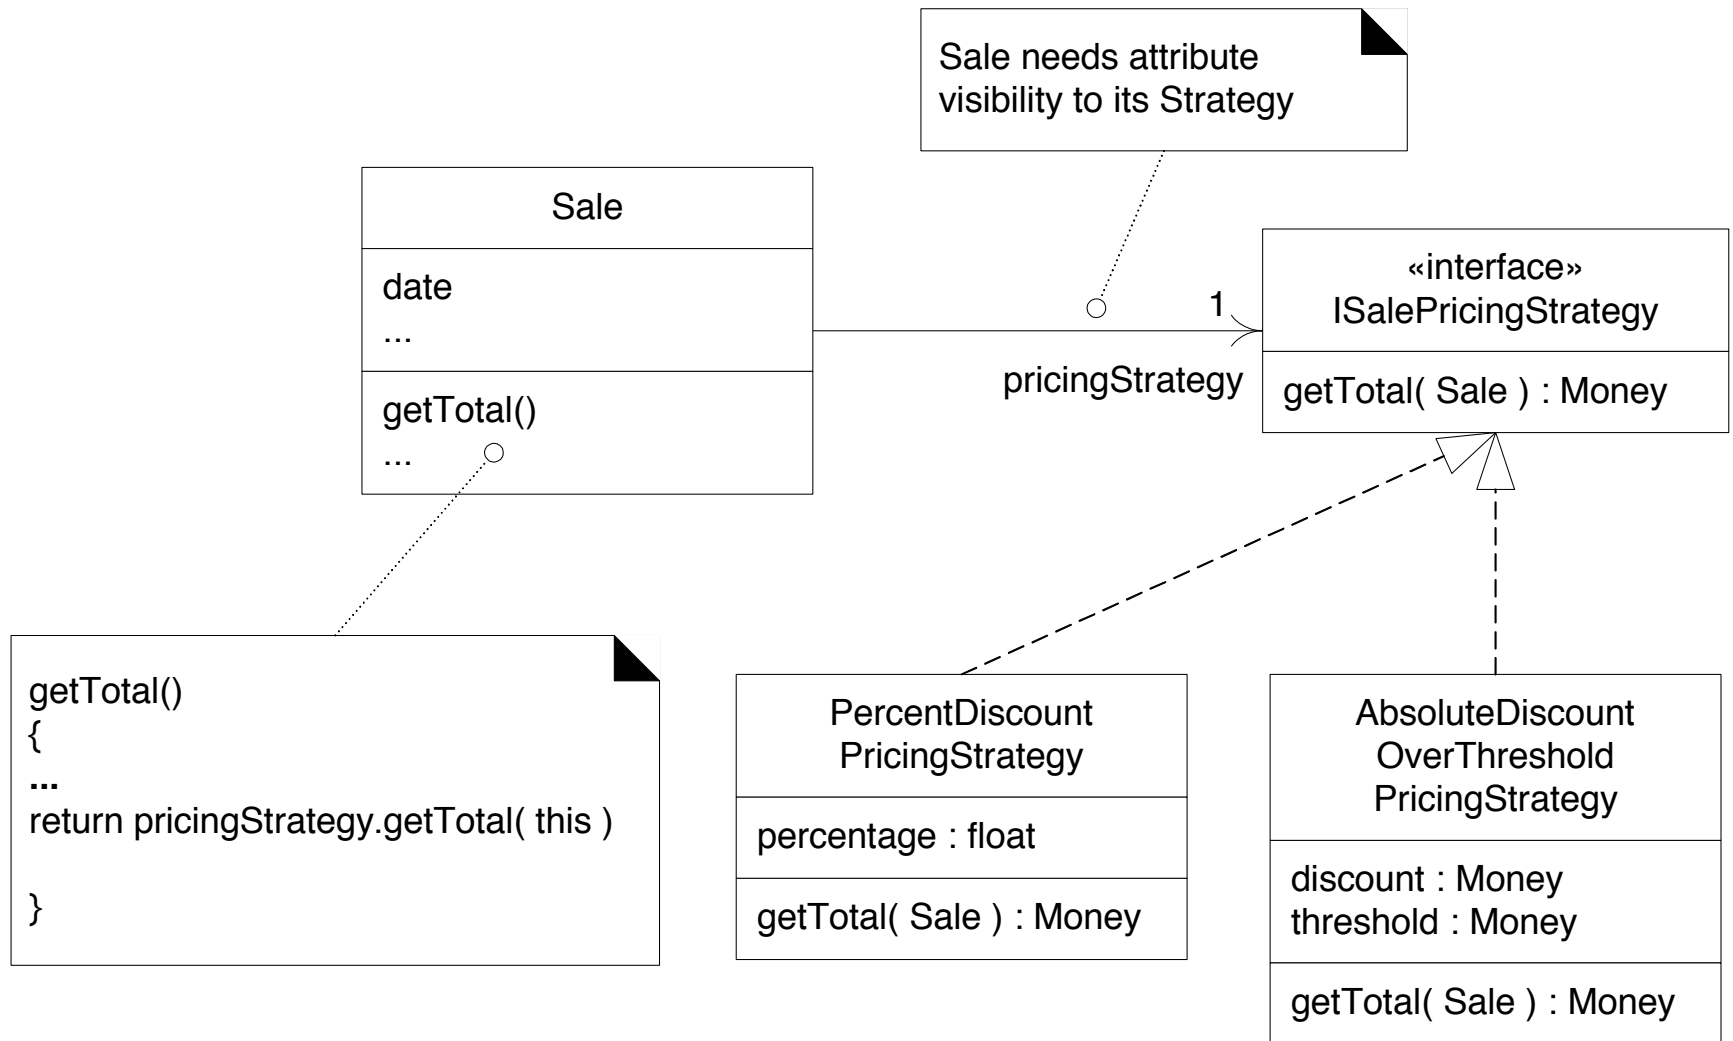 Sale needs attribute
visibility to its Strategy
Sale
date
...
getTotal()
...
1
pricingStrategy
«interface»
ISalePricingStrategy
getTotal( Sale ) : Money
getTotal()
{
...
return pricingStrategy.getTotal( this )
}
PercentDiscount
PricingStrategy
percentage : float
getTotal( Sale ) : Money
AbsoluteDiscount
OverThreshold
PricingStrategy
discount : Money
threshold : Money
getTotal( Sale ) : Money